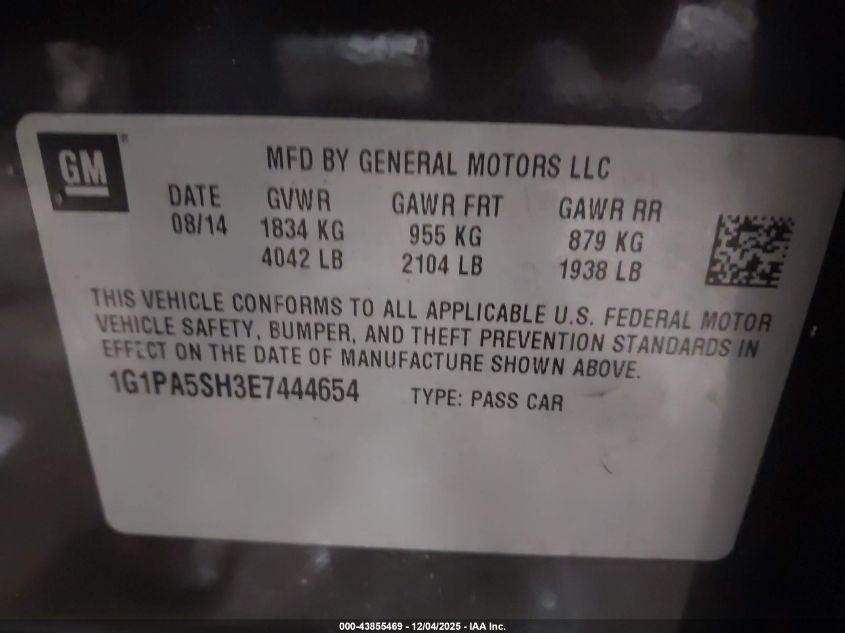 GM®
MFD BY GENERAL MOTORS LLC
DATE GVWR GAWR FRT GAWR RR
08/14 1834 KG 955 KG 879 KG
4042 LB 2104 LB 1938 LB
THIS VEHICLE CONFORMS TO ALL APPLICABLE U.S. FEDERAL MOTOR
VEHICLE SAFETY, BUMPER, AND THEFT PREVENTION STANDARDS IN
EFFECT ON THE DATE OF MANUFACTURE SHOWN ABOVE.
1G1PA5SH3E7444654 TYPE: PASS CAR
000-43855469 - 12/04/2025 - IAA Inc.